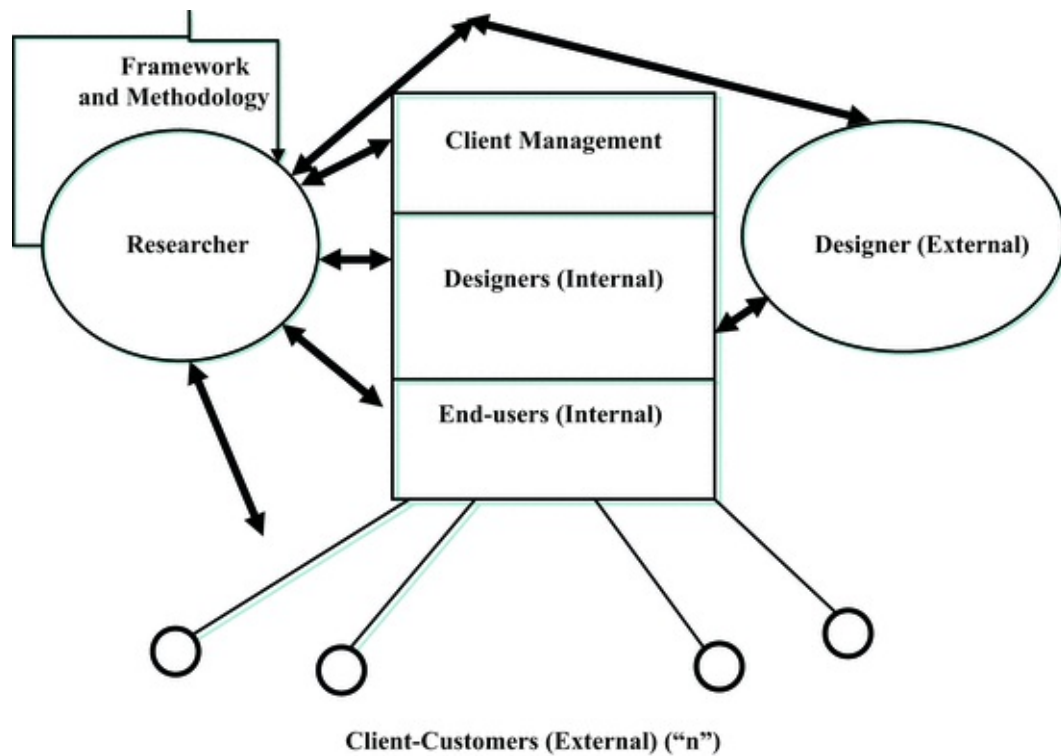 Framework
and Methodology
Client Management
Researcher
Designer (External)
Designers (Internal)
End-users (Internal)
Client-Customers (External) (“n”)